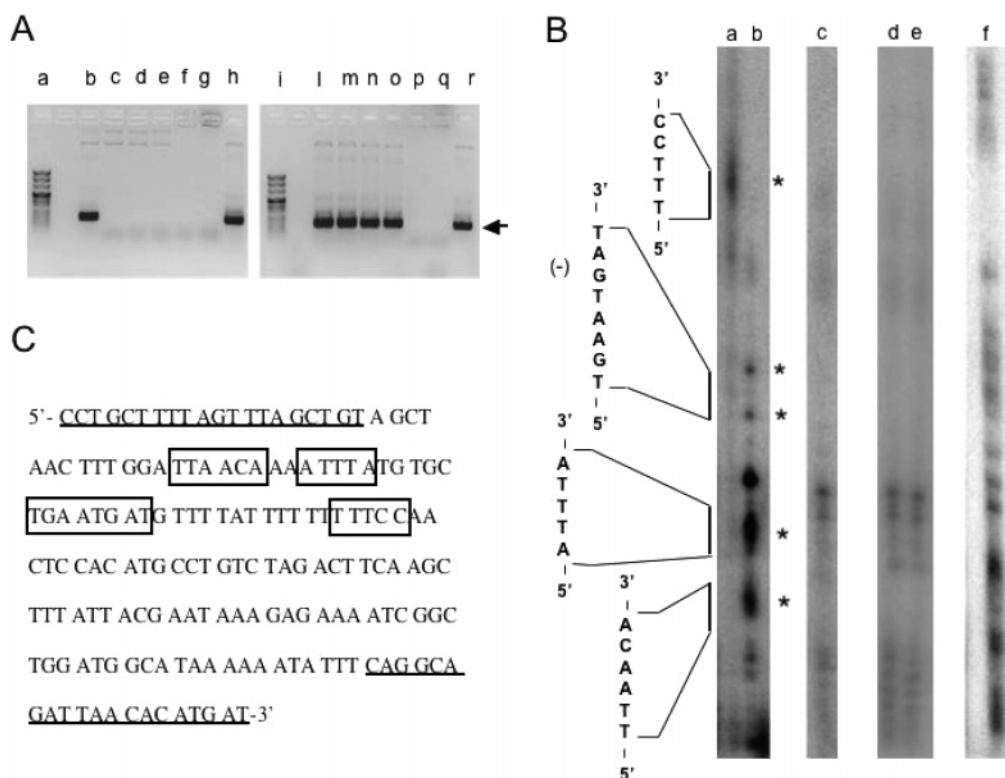 A
a b c d e f g h
i l m n o p q r
B
a b c d e f
3'
C
C
T
T
T
5'
*
(-)
3'
T
A
G
T
A
A
G
T
5'
*
*
3'
A
T
T
T
A
5'
*
3'
A
C
A
A
T
T
5'
*
C
5'- CCT GCT TTT AGT TTA GCT GTA GCT
AAC TTT GGA TTA ACA AAA TTT ATG TGC
TGA ATG ATG TTT TAT TTT TTT TTC CAA
CTC CAC ATG CCT GTC TAG ACT TCA AGC
TTT ATT ACG AAT AAA GAG AAA ATC GGC
TGG ATG GCA TAA AAA ATA TTT CAG GCA
GAT TAA CAC ATG AT-3'